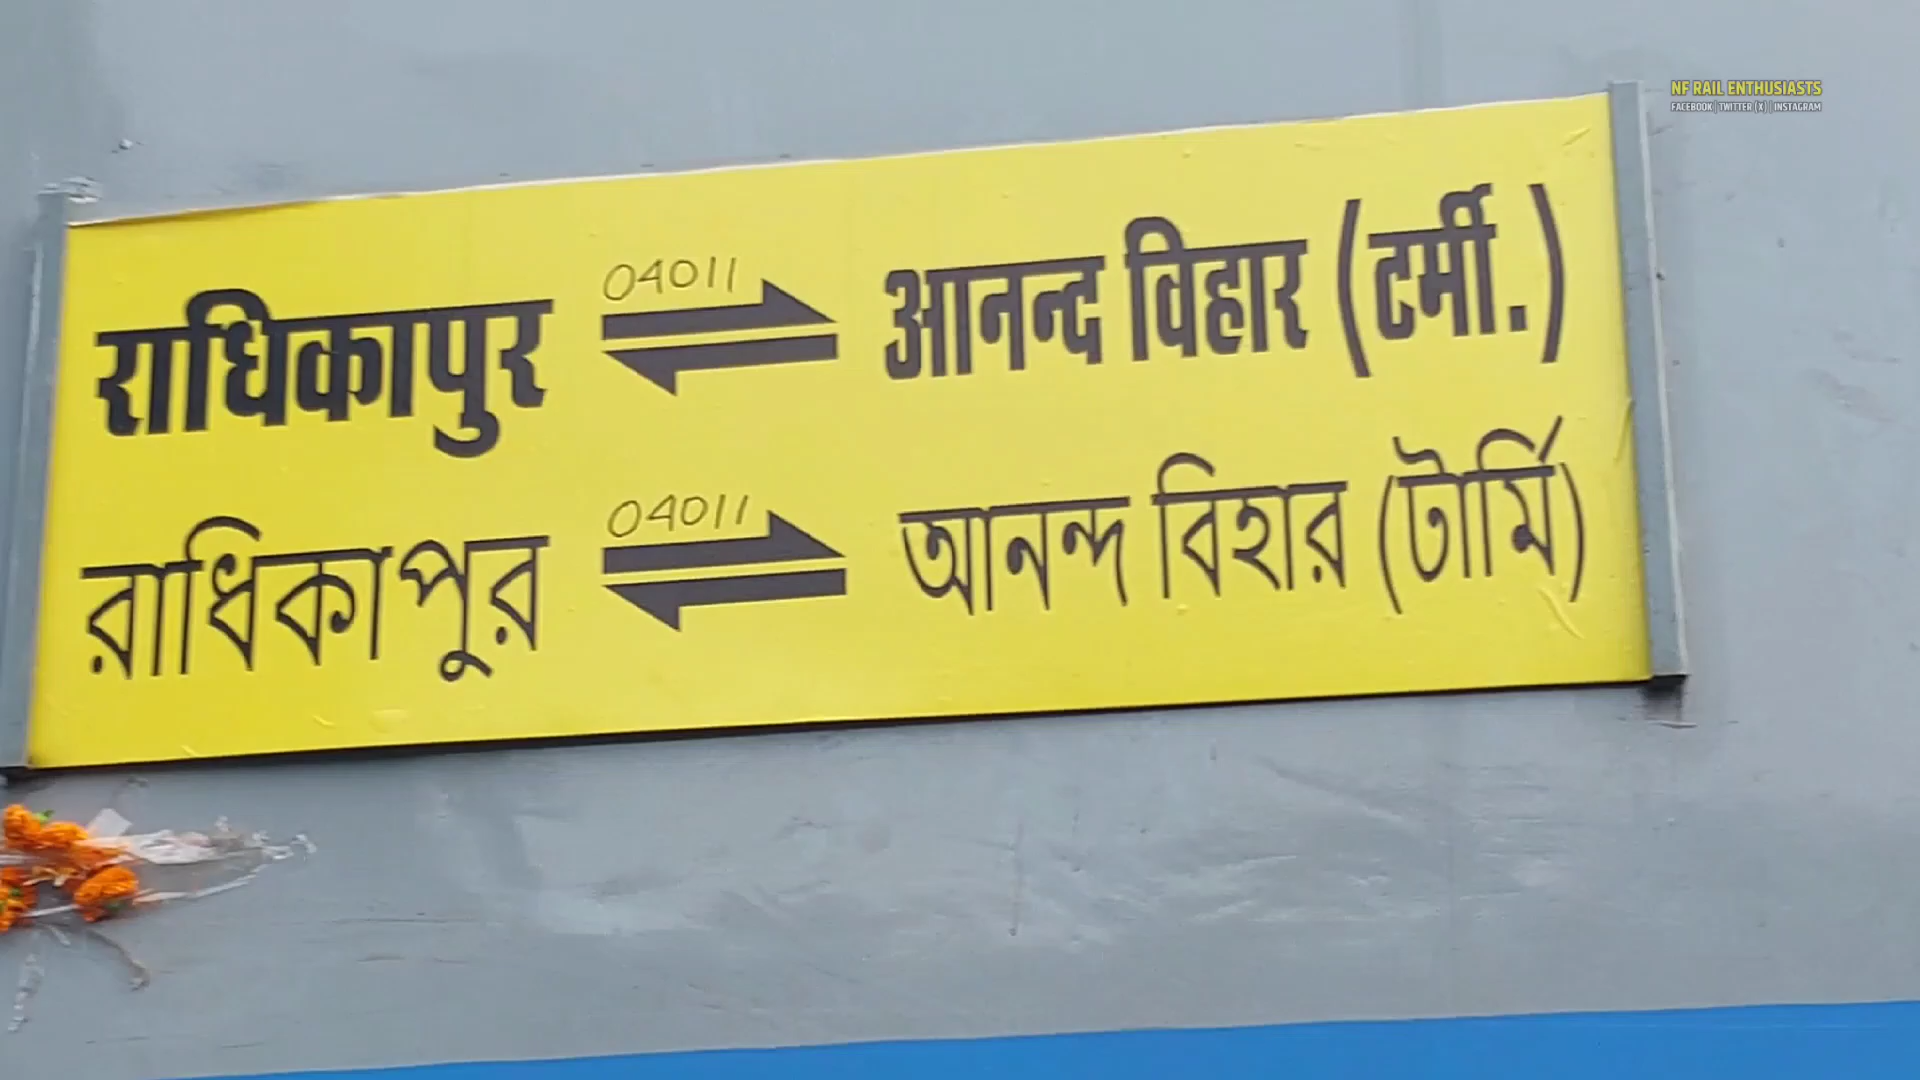 NF RAIL ENTHUSIASTS
FACEBOOK | TWITTER (X) | INSTAGRAM
04011
राधिकापुर ⇌ आनन्द विहार (टर्मी.)
04011
রাধিকাপুর ⇌ আনন্দ বিহার (টার্মি)